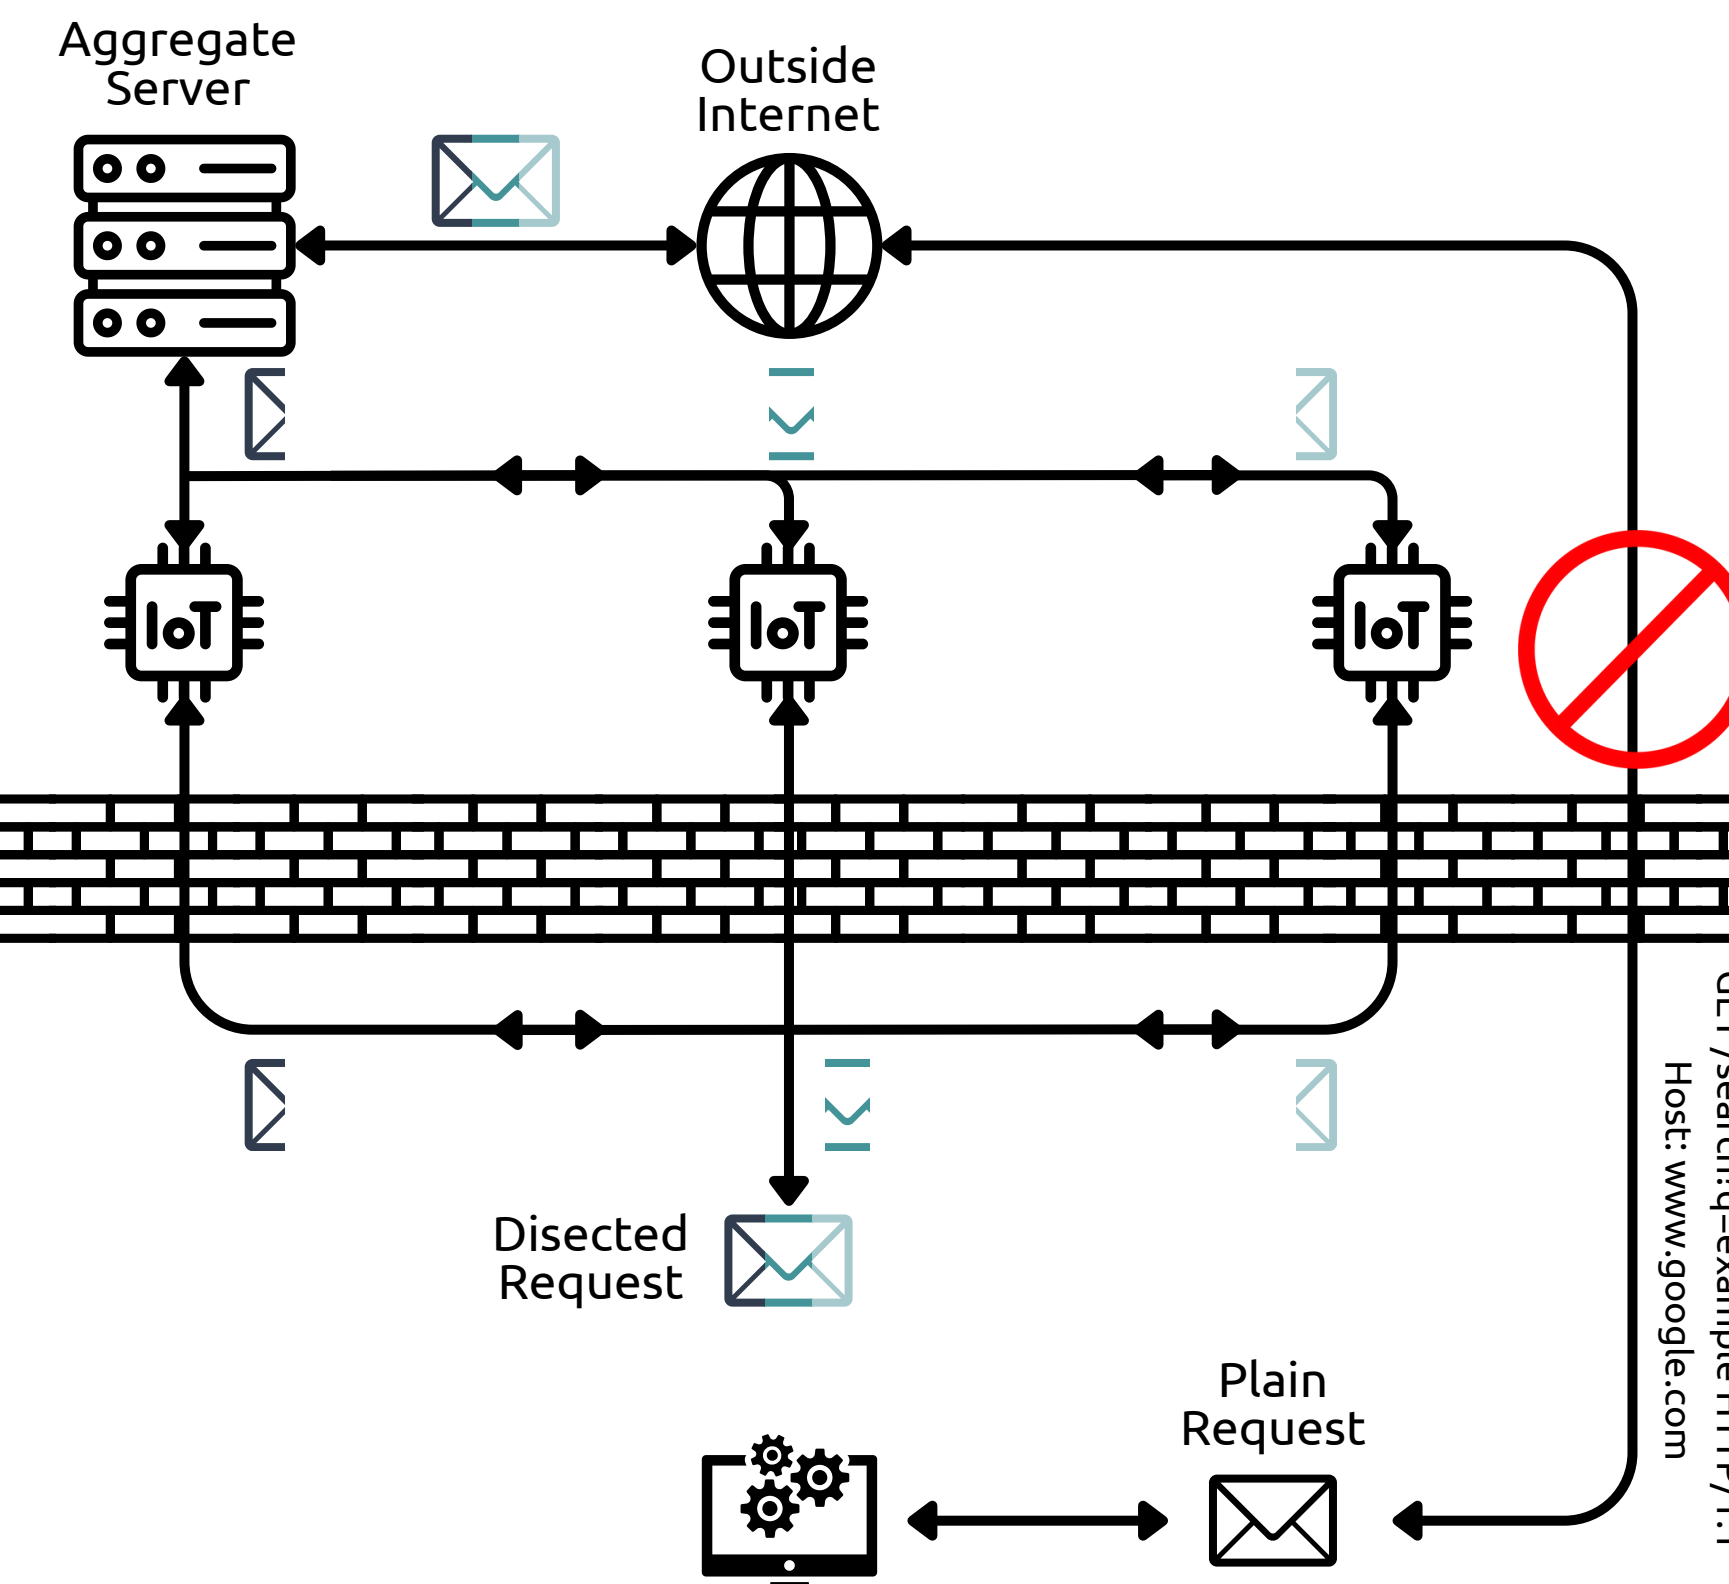 Aggregate
Server
Outside
Internet
IoT
IoT
IoT
Disected
Request
Plain
Request
Host: www.google.com